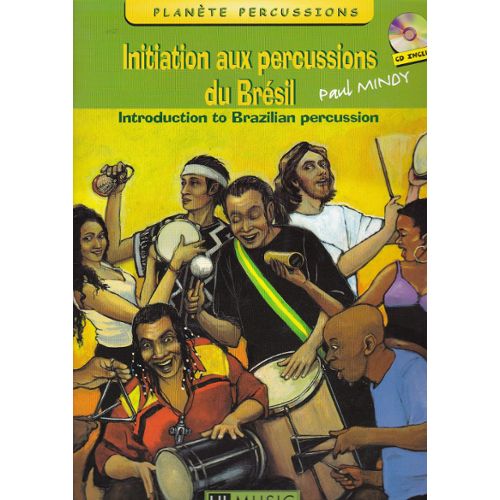 PLANÈTE PERCUSSIONS
Initiation aux percussions
du Brésil
Paul MINDY
CD INCLUS
Introduction to Brazilian percussion
MUSIC